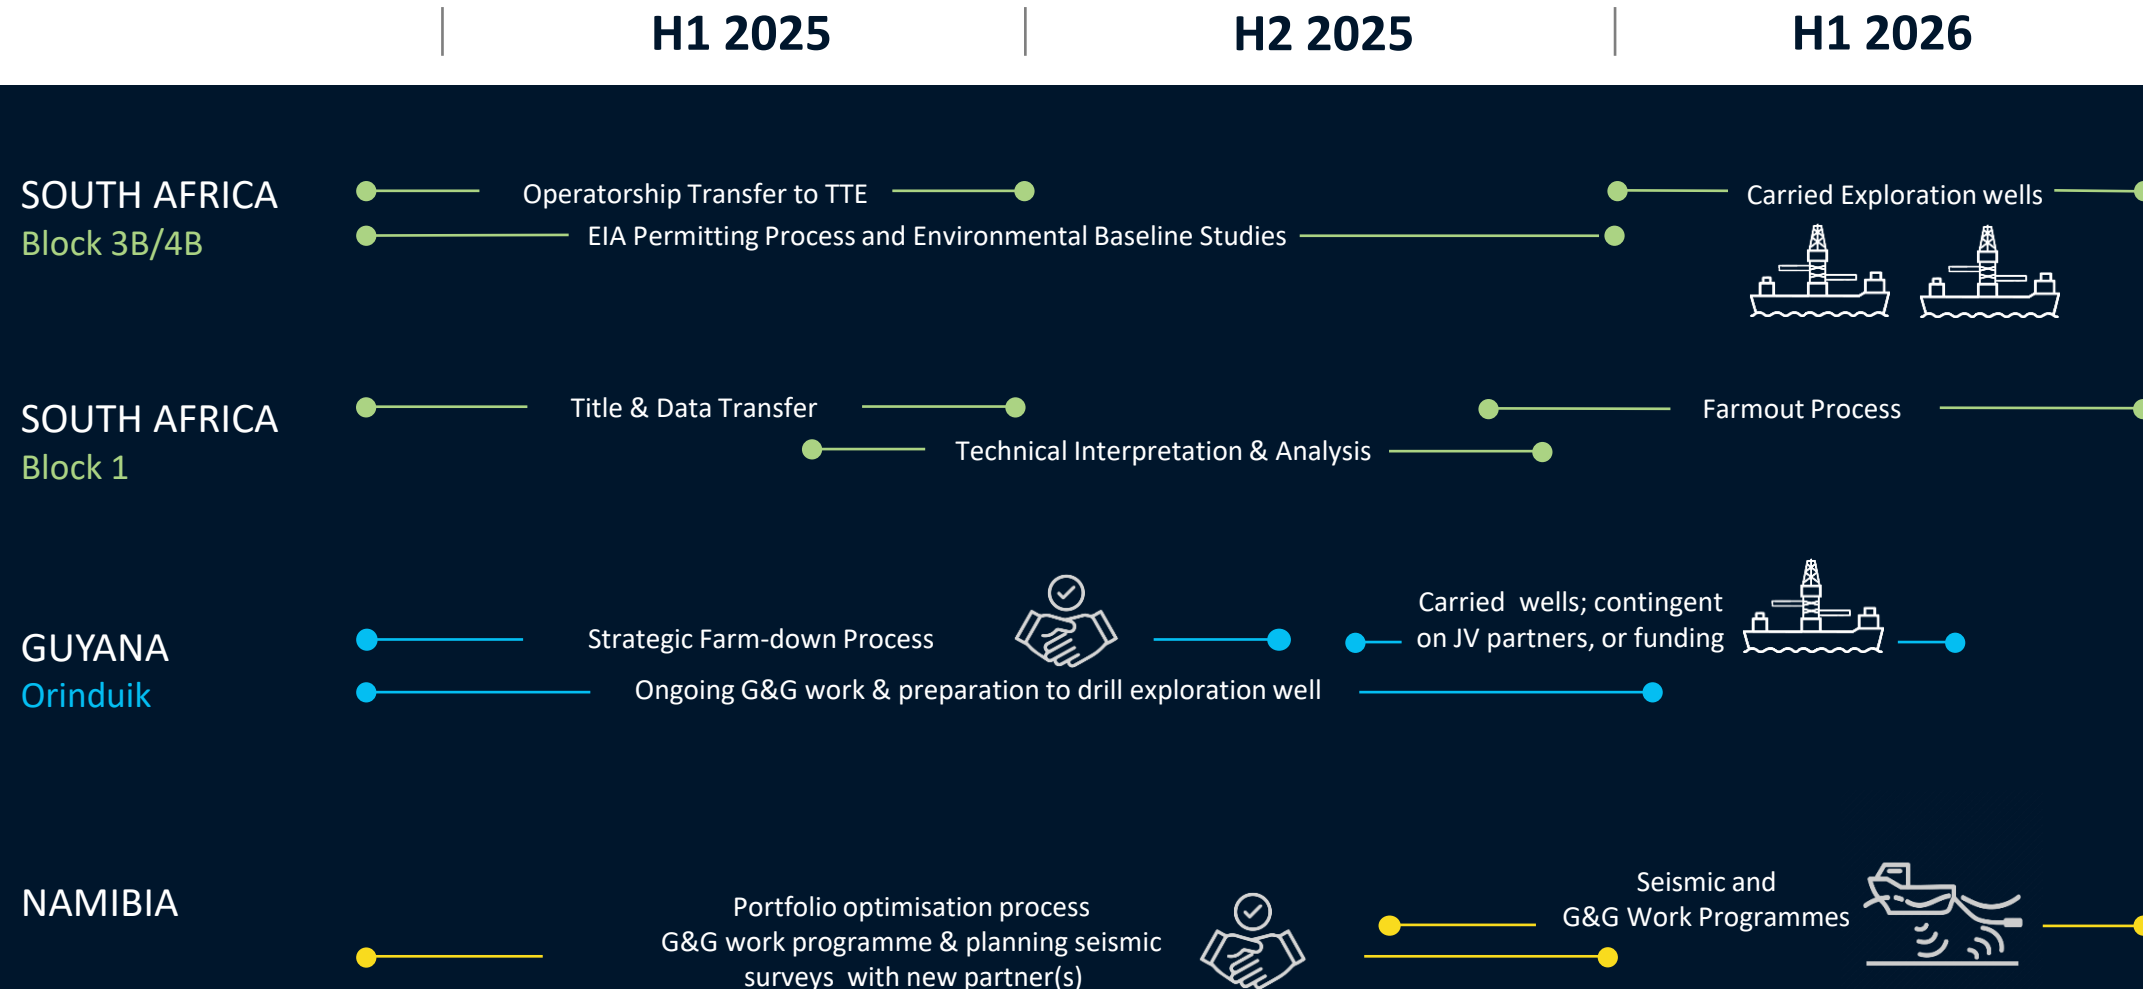 H1 2025
H2 2025
H1 2026
SOUTH AFRICA
Block 3B/4B
Operatorship Transfer to TTE
Carried Exploration wells
EIA Permitting Process and Environmental Baseline Studies
SOUTH AFRICA
Block 1
Title & Data Transfer
Farmout Process
Technical Interpretation & Analysis
GUYANA
Orinduik
Strategic Farm-down Process
Carried wells; contingent
on JV partners, or funding
Ongoing G&G work & preparation to drill exploration well
NAMIBIA
Portfolio optimisation process
G&G work programme & planning seismic
surveys with new partner(s)
Seismic and
G&G Work Programmes